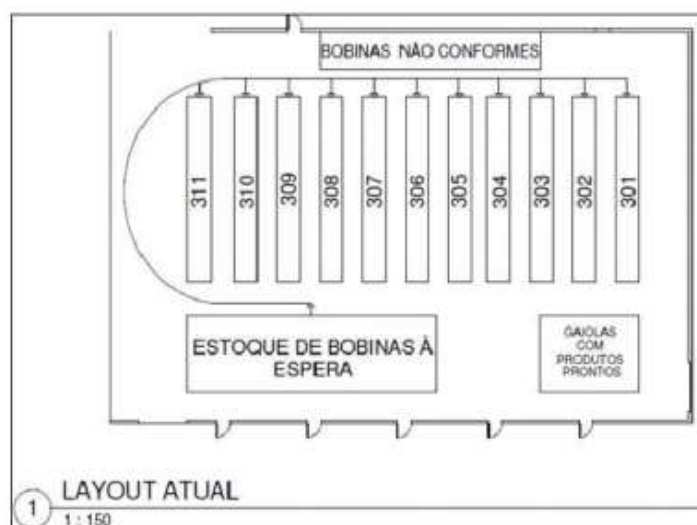 BOBINAS NÃO CONFORMES
311
310
309
308
307
306
305
304
303
302
301
ESTOQUE DE BOBINAS À
ESPERA
GAIOLAS
COM
PRODUTOS
PRONTOS
LAYOUT ATUAL
1
1 : 150